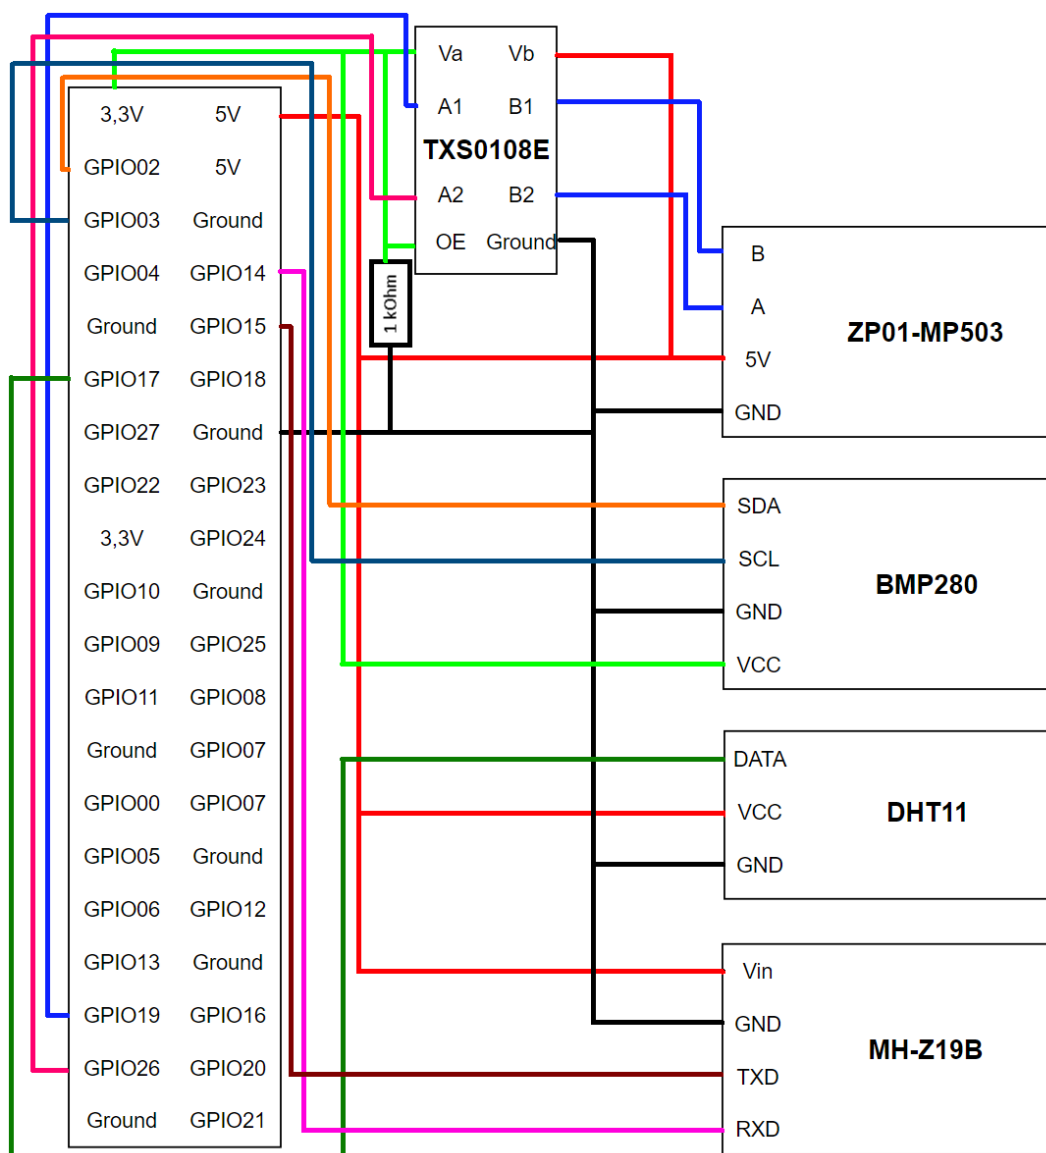 3,3V 5V
GPIO02 5V
GPIO03 Ground
GPIO04 GPIO14
Ground GPIO15
GPIO17 GPIO18
GPIO27 Ground
GPIO22 GPIO23
3,3V GPIO24
GPIO10 Ground
GPIO09 GPIO25
GPIO11 GPIO08
Ground GPIO07
GPIO00 GPIO07
GPIO05 Ground
GPIO06 GPIO12
GPIO13 Ground
GPIO19 GPIO16
GPIO26 GPIO20
Ground GPIO21
Va Vb
A1 B1
TXS0108E
A2 B2
OE Ground
1 kOhm
B
A
ZP01-MP503
5V
GND
SDA
SCL
BMP280
GND
VCC
DATA
VCC
DHT11
GND
Vin
GND
MH-Z19B
TXD
RXD